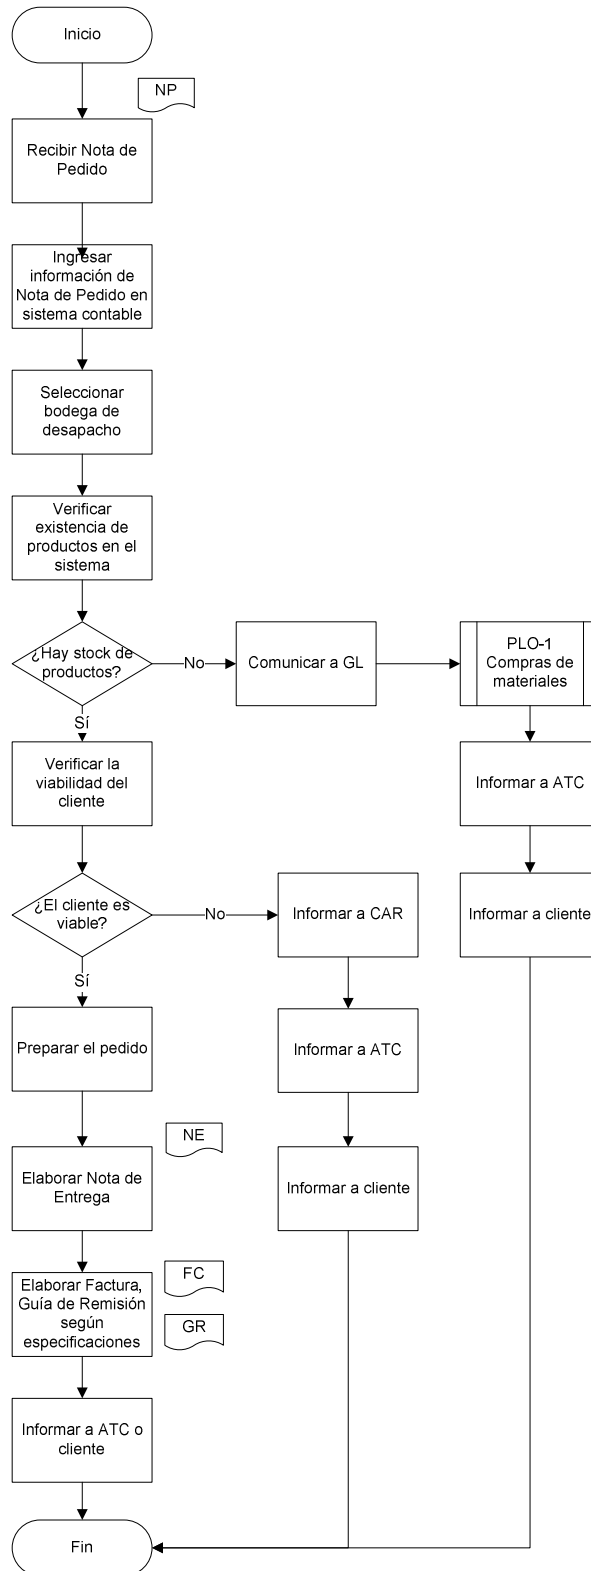 Inicio
NP
Recibir Nota de
Pedido
Ingresar
información de
Nota de Pedido en
sistema contable
Seleccionar
bodega de
desapacho
Verificar
existencia de
productos en el
sistema
¿Hay stock de
productos?
No
Comunicar a GL
PLO-1
Compras de
materiales
Sí
Verificar la
viabilidad del
cliente
Informar a ATC
¿El cliente es
viable?
No
Informar a CAR
Informar a cliente
Sí
Preparar el pedido
Informar a ATC
NE
Elaborar Nota de
Entrega
Informar a cliente
FC
Elaborar Factura,
Guía de Remisión
según
especificaciones
GR
Informar a ATC o
cliente
Fin